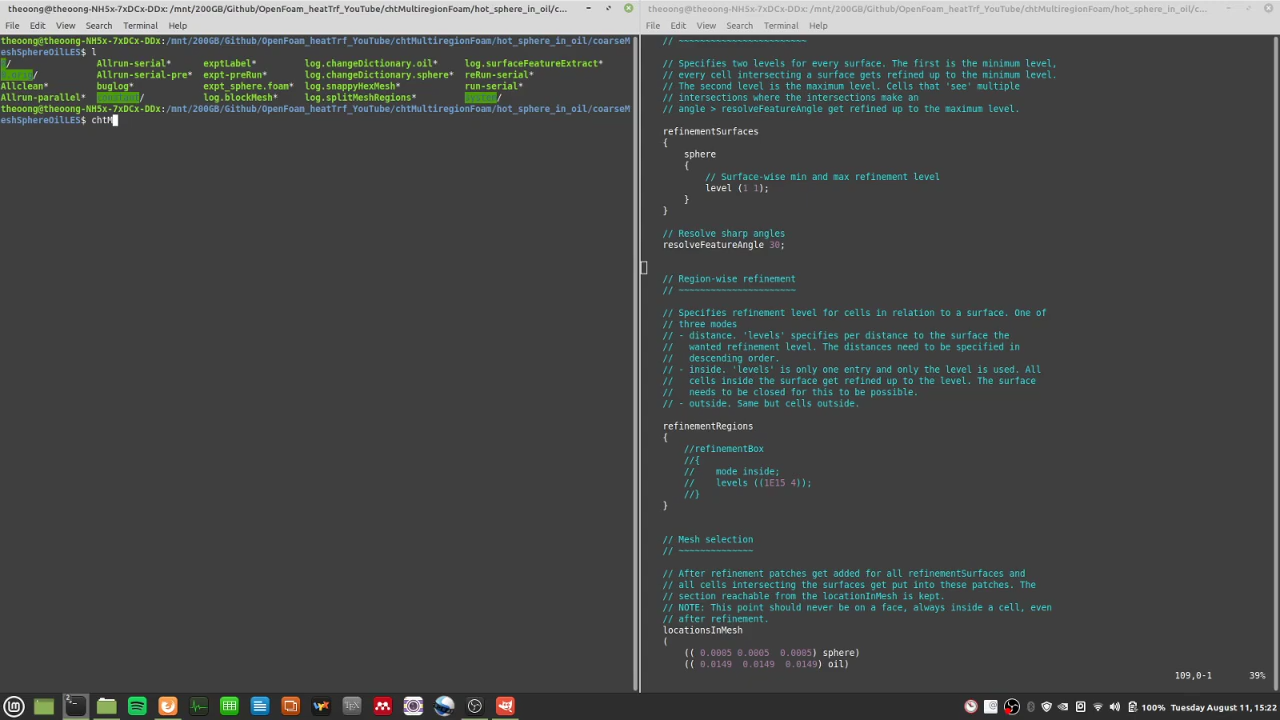 theoong@theoong-NH5x-7xDCx-DDx: /mnt/200GB/Github/OpenFoam_heatTrf_YouTube/chtMultiregionFoam/hot_sphere_in_oil/c...
File Edit View Search Terminal Help
theoong@theoong-NH5x-7xDCx-DDx:/mnt/200GB/Github/OpenFoam_heatTrf_YouTube/chtMultiregionFoam/hot_sphere_in_oil/coarseM
eshSphereOilLES$ l
/ Allrun-serial* exptLabel* log.changeDictionary.oil* log.surfaceFeatureExtract*
/ Allrun-serial-pre* expt-preRun* log.changeDictionary.sphere* reRun-serial*
Allclean* buglog* expt_sphere.foam* log.snappyHexMesh* run-serial*
Allrun-parallel* constant/ log.blockMesh* log.splitMeshRegions* system/
theoong@theoong-NH5x-7xDCx-DDx:/mnt/200GB/Github/OpenFoam_heatTrf_YouTube/chtMultiregionFoam/hot_sphere_in_oil/coarseM
eshSphereOilLES$ chtM
theoong@theoong-NH5x-7xDCx-DDx: /mnt/200GB/Github/OpenFoam_heatTrf_YouTube/chtMultiregionFoam/hot_sphere_in_oil/c...
File Edit View Search Terminal Help
// ~~~~~~~~~~~~~~~~~~~~~~~~
// Specifies two levels for every surface. The first is the minimum level,
// every cell intersecting a surface gets refined up to the minimum level.
// The second level is the maximum level. Cells that 'see' multiple
// intersections where the intersections make an
// angle > resolveFeatureAngle get refined up to the maximum level.
refinementSurfaces
{
sphere
{
// Surface-wise min and max refinement level
level (1 1);
}
}
// Resolve sharp angles
resolveFeatureAngle 30;
// Region-wise refinement
// ~~~~~~~~~~~~~~~~~~~~~~
// Specifies refinement level for cells in relation to a surface. One of
// three modes
// - distance. 'levels' specifies per distance to the surface the
//   wanted refinement level. The distances need to be specified in
//   descending order.
// - inside. 'levels' is only one entry and only the level is used. All
//   cells inside the surface get refined up to the level. The surface
//   needs to be closed for this to be possible.
// - outside. Same but cells outside.
refinementRegions
{
//refinementBox
//{
//    mode inside;
//    levels ((1E15 4));
//}
}
// Mesh selection
// ~~~~~~~~~~~~~~
// After refinement patches get added for all refinementSurfaces and
// all cells intersecting the surfaces get put into these patches. The
// section reachable from the locationInMesh is kept.
// NOTE: This point should never be on a face, always inside a cell, even
// after refinement.
locationsInMesh
(
(( 0.0005 0.0005  0.0005) sphere)
(( 0.0149  0.0149  0.0149) oil)
109,0-1 39%
2
100% Tuesday August 11, 15:22